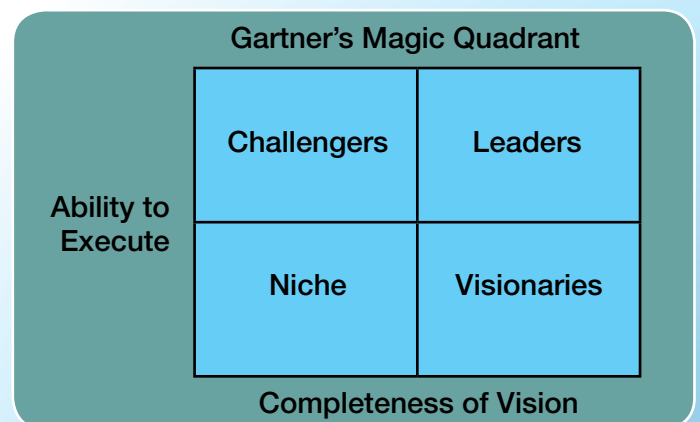 Gartner’s Magic Quadrant
Challengers
Leaders
Ability to
Execute
Niche
Visionaries
Completeness of Vision